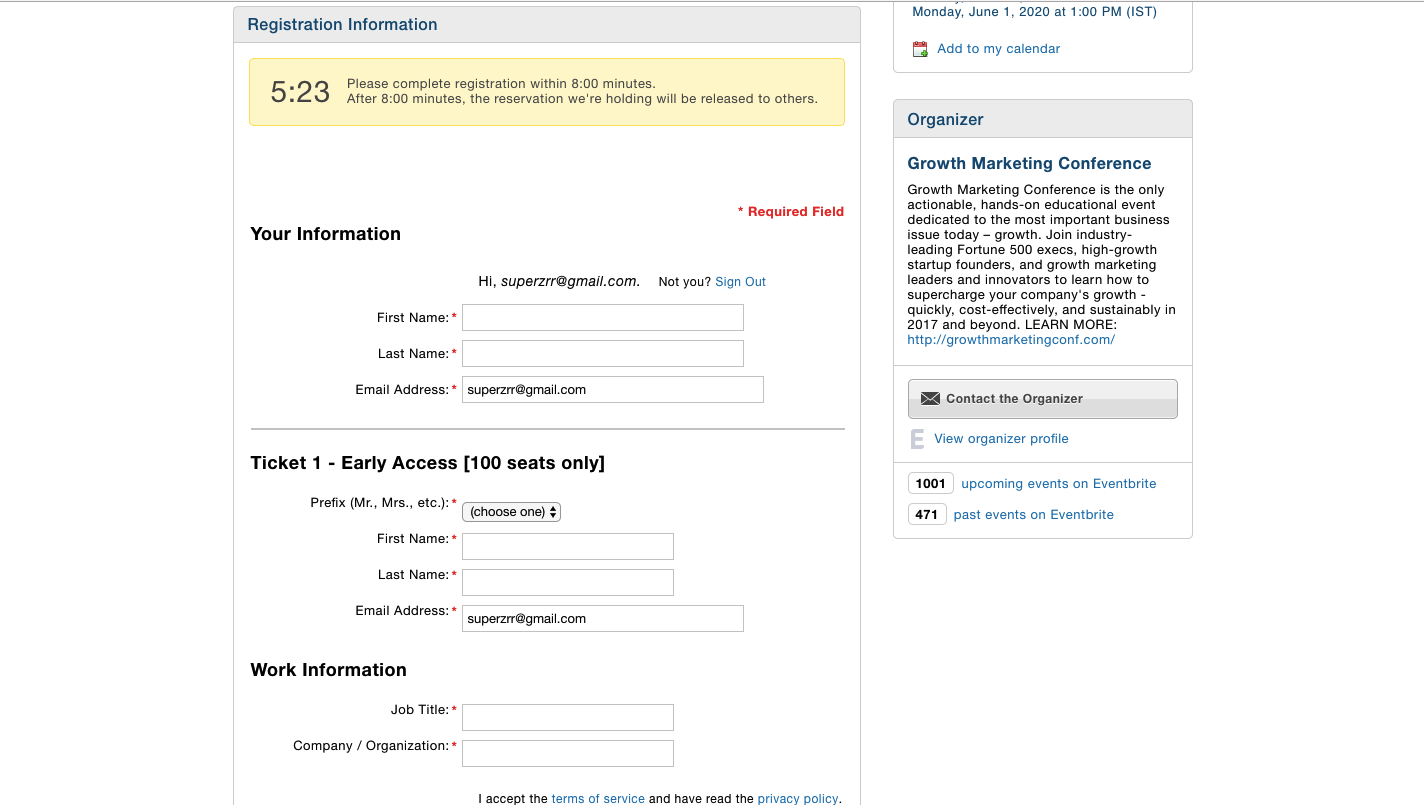 Registration Information
5:23
Please complete registration within 8:00 minutes.
After 8:00 minutes, the reservation we're holding will be released to others.
* Required Field
Your Information
Hi, superzrr@gmail.com. Not you? Sign Out
First Name: *
Last Name: *
Email Address: * superzrr@gmail.com
Ticket 1 - Early Access [100 seats only]
Prefix (Mr., Mrs., etc.): * (choose one)
First Name: *
Last Name: *
Email Address: * superzrr@gmail.com
Work Information
Job Title: *
Company / Organization: *
I accept the terms of service and have read the privacy policy.
Monday, June 1, 2020 at 1:00 PM (IST)
Add to my calendar
Organizer
Growth Marketing Conference
Growth Marketing Conference is the only
actionable, hands-on educational event
dedicated to the most important business
issue today – growth. Join industry-
leading Fortune 500 execs, high-growth
startup founders, and growth marketing
leaders and innovators to learn how to
supercharge your company's growth -
quickly, cost-effectively, and sustainably in
2017 and beyond. LEARN MORE:
http://growthmarketingconf.com/
Contact the Organizer
E View organizer profile
1001 upcoming events on Eventbrite
471 past events on Eventbrite